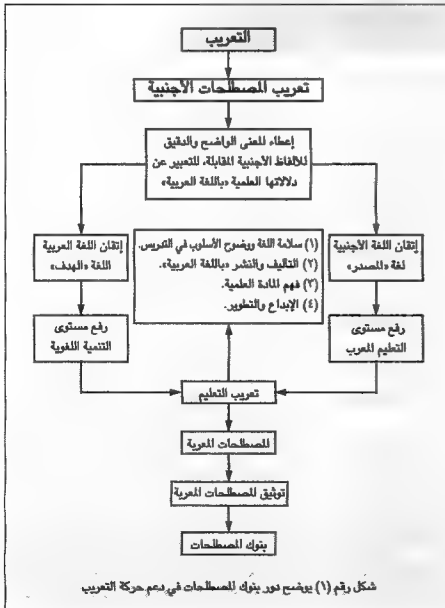 التعريب
تعريب المصطلحات الأجنبية
إعطاء المعنى الواضح والدقيق
للألفاظ الأجنبية المقابلة، للتعبير عن
دلالاتها العلمية «باللغة العربية»
إتقان اللغة الأجنبية
لغة «المصدر»
(١) سلامة اللغة ووضوح الأسلوب في التدريس.
(٢) التأليف والنشر «باللغة العربية».
(٣) فهم المادة العلمية.
(٤) الإبداع والتطوير.
إتقان اللغة العربية
اللغة «الهدف»
رفع مستوى
التعليم المعرب
رفع مستوى
التنمية اللغوية
تعريب التعليم
المصطلحات المعربة
توثيق المصطلحات المعربة
بنوك المصطلحات
شكل رقم (١) يوضح دور بنوك المصطلحات في دعم حركة التعريب